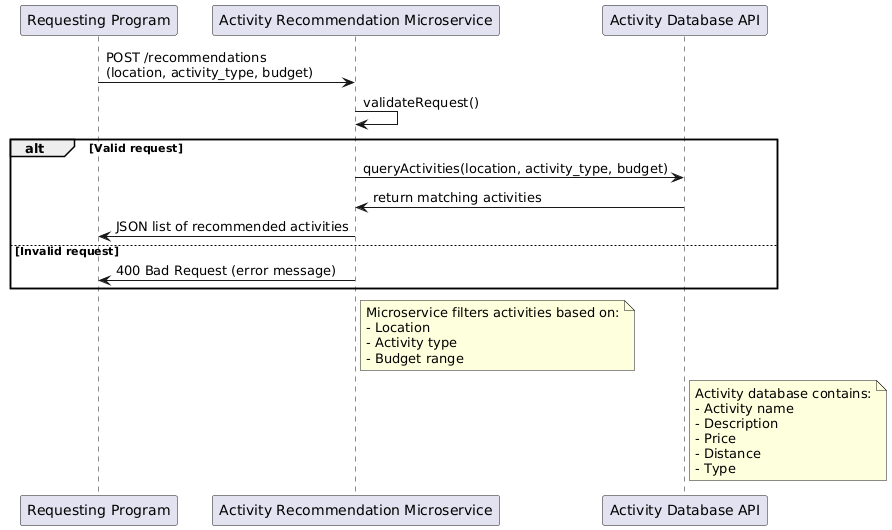 Requesting Program
Activity Recommendation Microservice
Activity Database API
POST /recommendations
(location, activity_type, budget)
validateRequest()
alt
[Valid request]
queryActivities(location, activity_type, budget)
return matching activities
JSON list of recommended activities
[Invalid request]
400 Bad Request (error message)
Microservice filters activities based on:
- Location
- Activity type
- Budget range
Activity database contains:
- Activity name
- Description
- Price
- Distance
- Type
Requesting Program
Activity Recommendation Microservice
Activity Database API